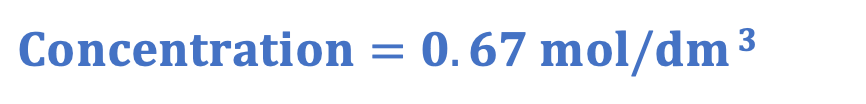 Concentration = 0.67 mol/dm³